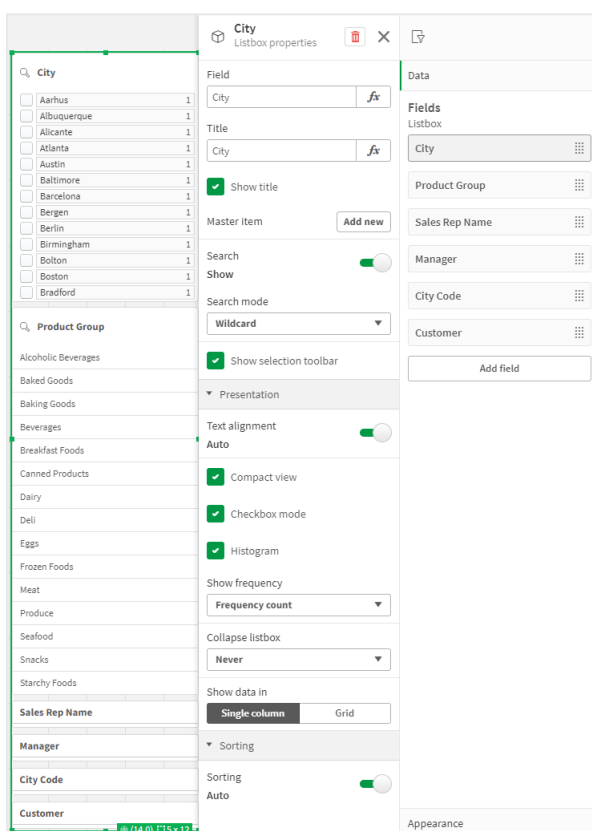 City
Aarhus 1
Albuquerque 1
Alicante 1
Atlanta 1
Austin 1
Baltimore 1
Barcelona 1
Bergen 1
Berlin 1
Birmingham 1
Bolton 1
Boston 1
Bradford 1
Product Group
Alcoholic Beverages
Baked Goods
Baking Goods
Beverages
Breakfast Foods
Canned Products
Dairy
Deli
Eggs
Frozen Foods
Meat
Produce
Seafood
Snacks
Starchy Foods
Sales Rep Name
Manager
City Code
Customer
(14,0) 15 x 12
City
Listbox properties
Field
City fx
Title
City fx
Show title
Master item Add new
Search
Show
Search mode
Wildcard
Show selection toolbar
Presentation
Text alignment
Auto
Compact view
Checkbox mode
Histogram
Show frequency
Frequency count
Collapse listbox
Never
Show data in
Single column Grid
Sorting
Sorting
Auto
Data
Fields
Listbox
City
Product Group
Sales Rep Name
Manager
City Code
Customer
Add field
Appearance